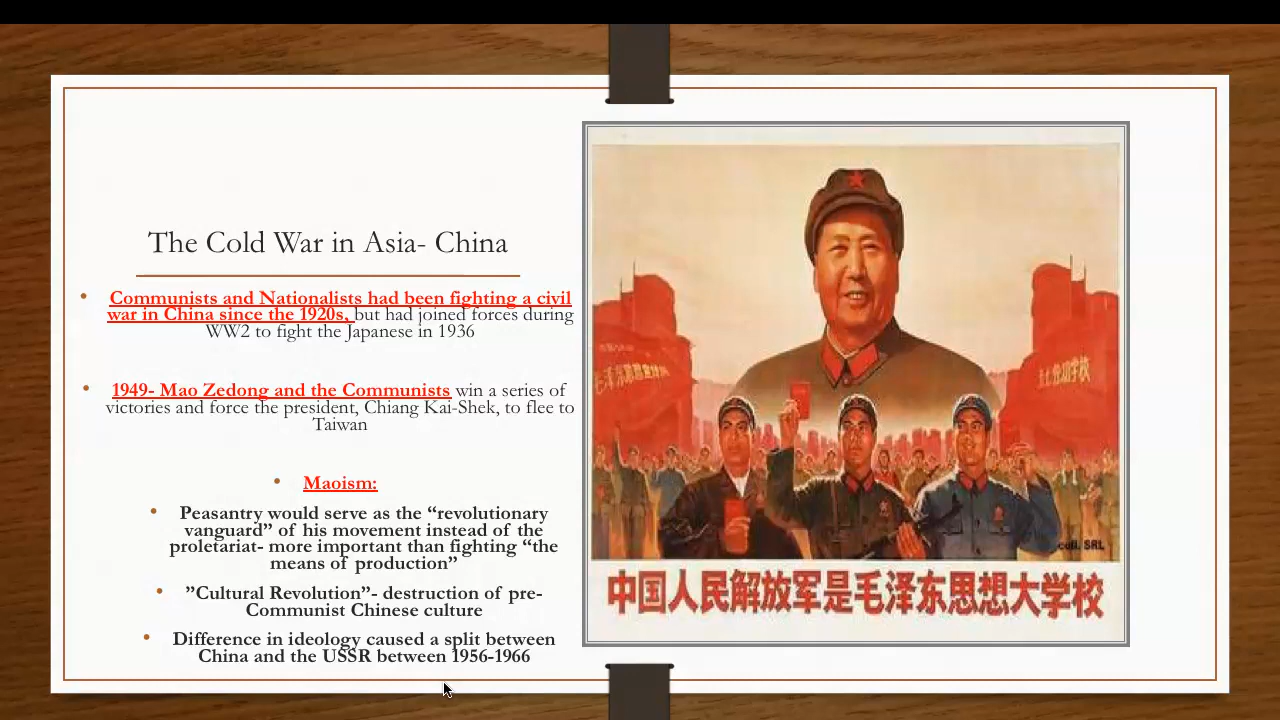 The Cold War in Asia- China
• Communists and Nationalists had been fighting a civil
war in China since the 1920s, but had joined forces during
WW2 to fight the Japanese in 1936
• 1949- Mao Zedong and the Communists win a series of
victories and force the president, Chiang Kai-Shek, to flee to
Taiwan
• Maoism:
• Peasantry would serve as the “revolutionary
vanguard” of his movement instead of the
proletariat- more important than fighting “the
means of production”
• ”Cultural Revolution”- destruction of pre-
Communist Chinese culture
• Difference in ideology caused a split between
China and the USSR between 1956-1966
coll. SRL
中国人民解放军是毛泽东思想大学校